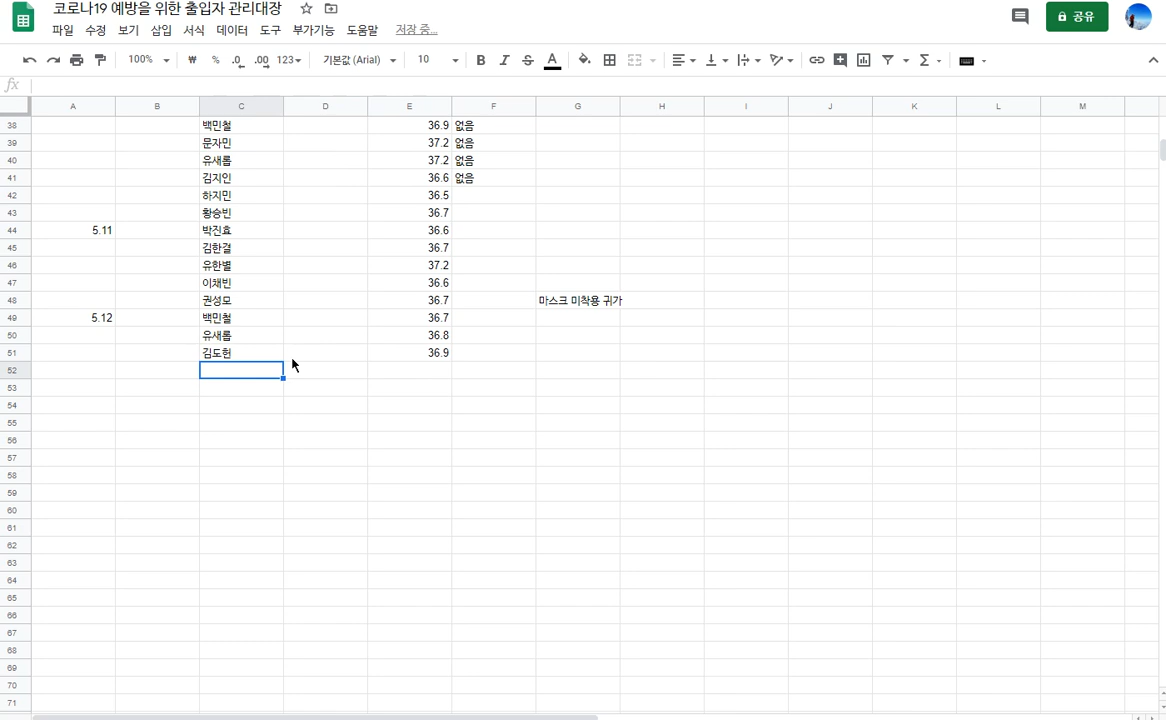 코로나19 예방을 위한 출입자 관리대장
파일 수정 보기 삽입 서식 데이터 도구 부가기능 도움말 저장 중...
공유
100% ₩ % .0 .00 123 기본값 (Arial) 10 B I S A Σ
fx
A B C D E F G H I J K L M
38 백민철 36.9 없음
39 문자민 37.2 없음
40 유새롬 37.2 없음
41 김지인 36.6 없음
42 하지민 36.5
43 황승빈 36.7
44 5.11 박진효 36.6
45 김한결 36.7
46 유한별 37.2
47 이채빈 36.6
48 권성모 36.7 마스크 미착용 귀가
49 5.12 백민철 36.7
50 유새롬 36.8
51 김도헌 36.9
52
53
54
55
56
57
58
59
60
61
62
63
64
65
66
67
68
69
70
71